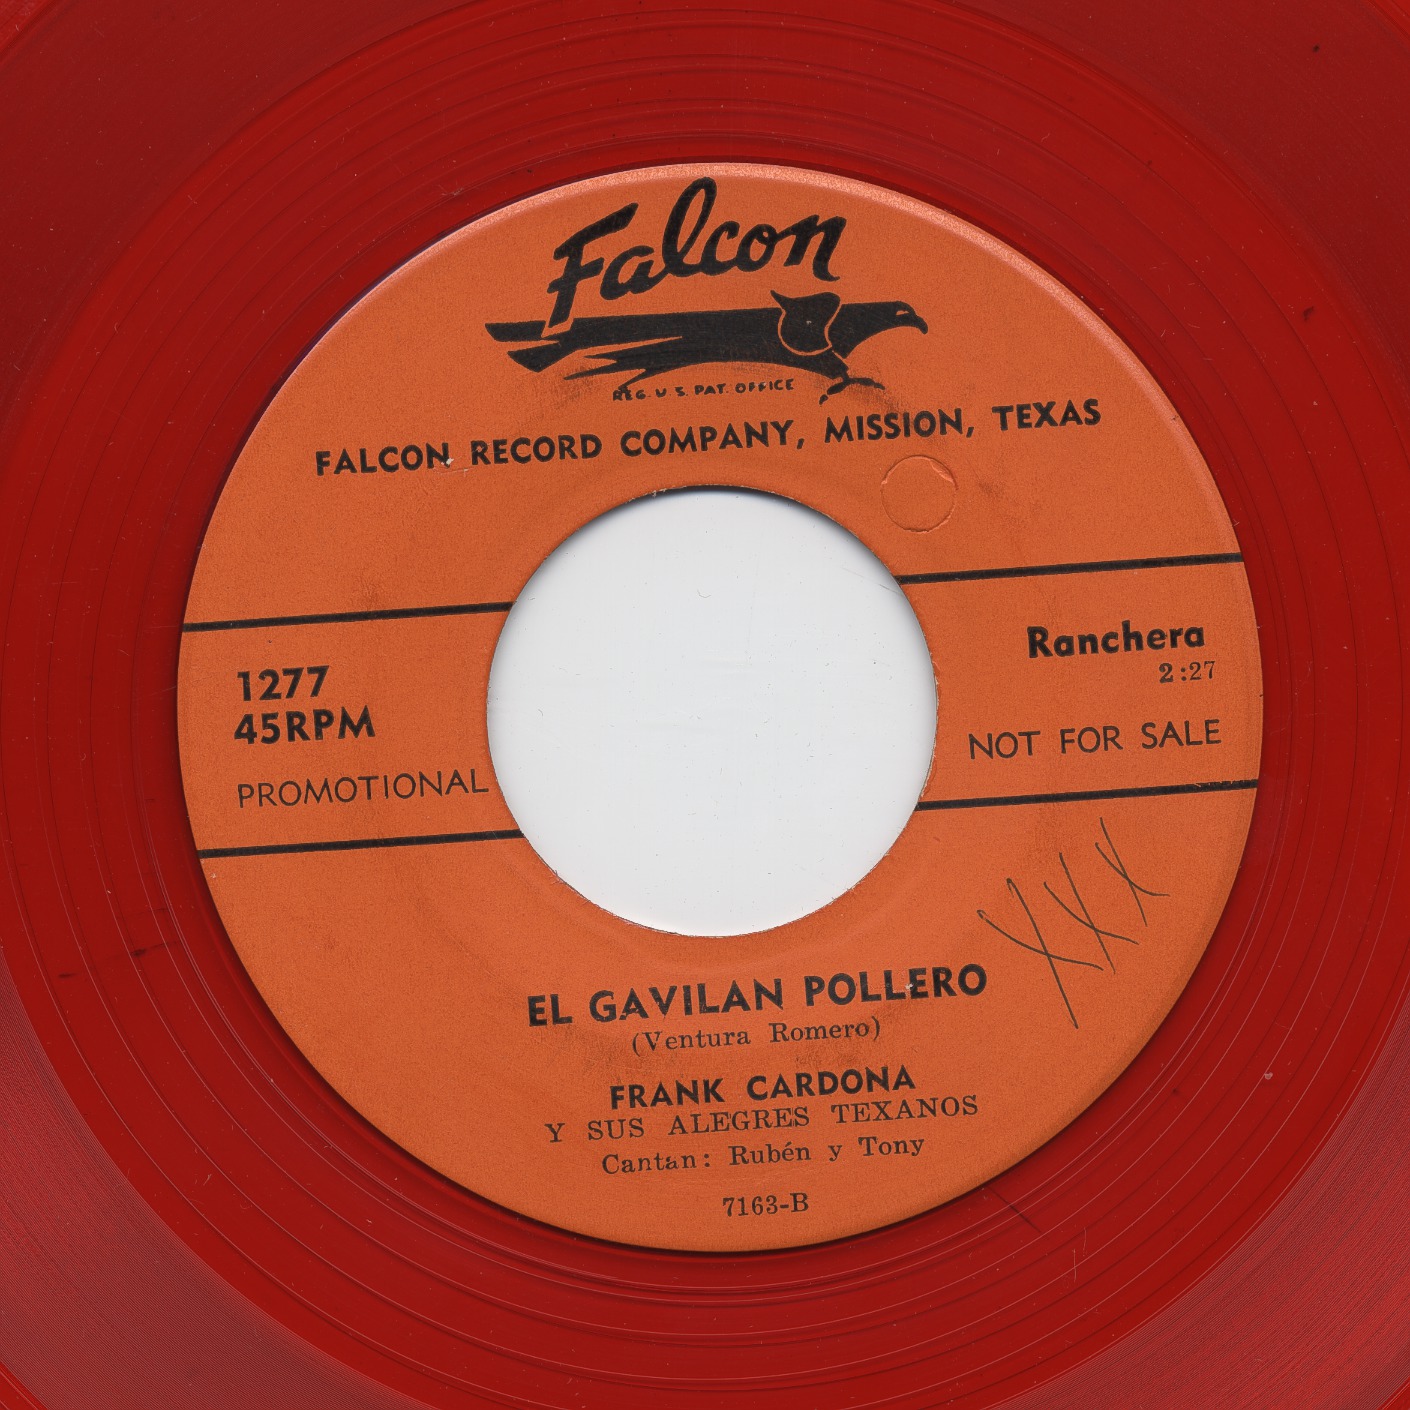 Falcon
REG. U.S. PAT. OFFICE
FALCON RECORD COMPANY, MISSION, TEXAS
1277
45RPM
PROMOTIONAL
Ranchera
2:27
NOT FOR SALE
XXX
EL GAVILAN POLLERO
(Ventura Romero)
FRANK CARDONA
Y SUS ALEGRES TEXANOS
Cantan: Rubén y Tony
7163-B